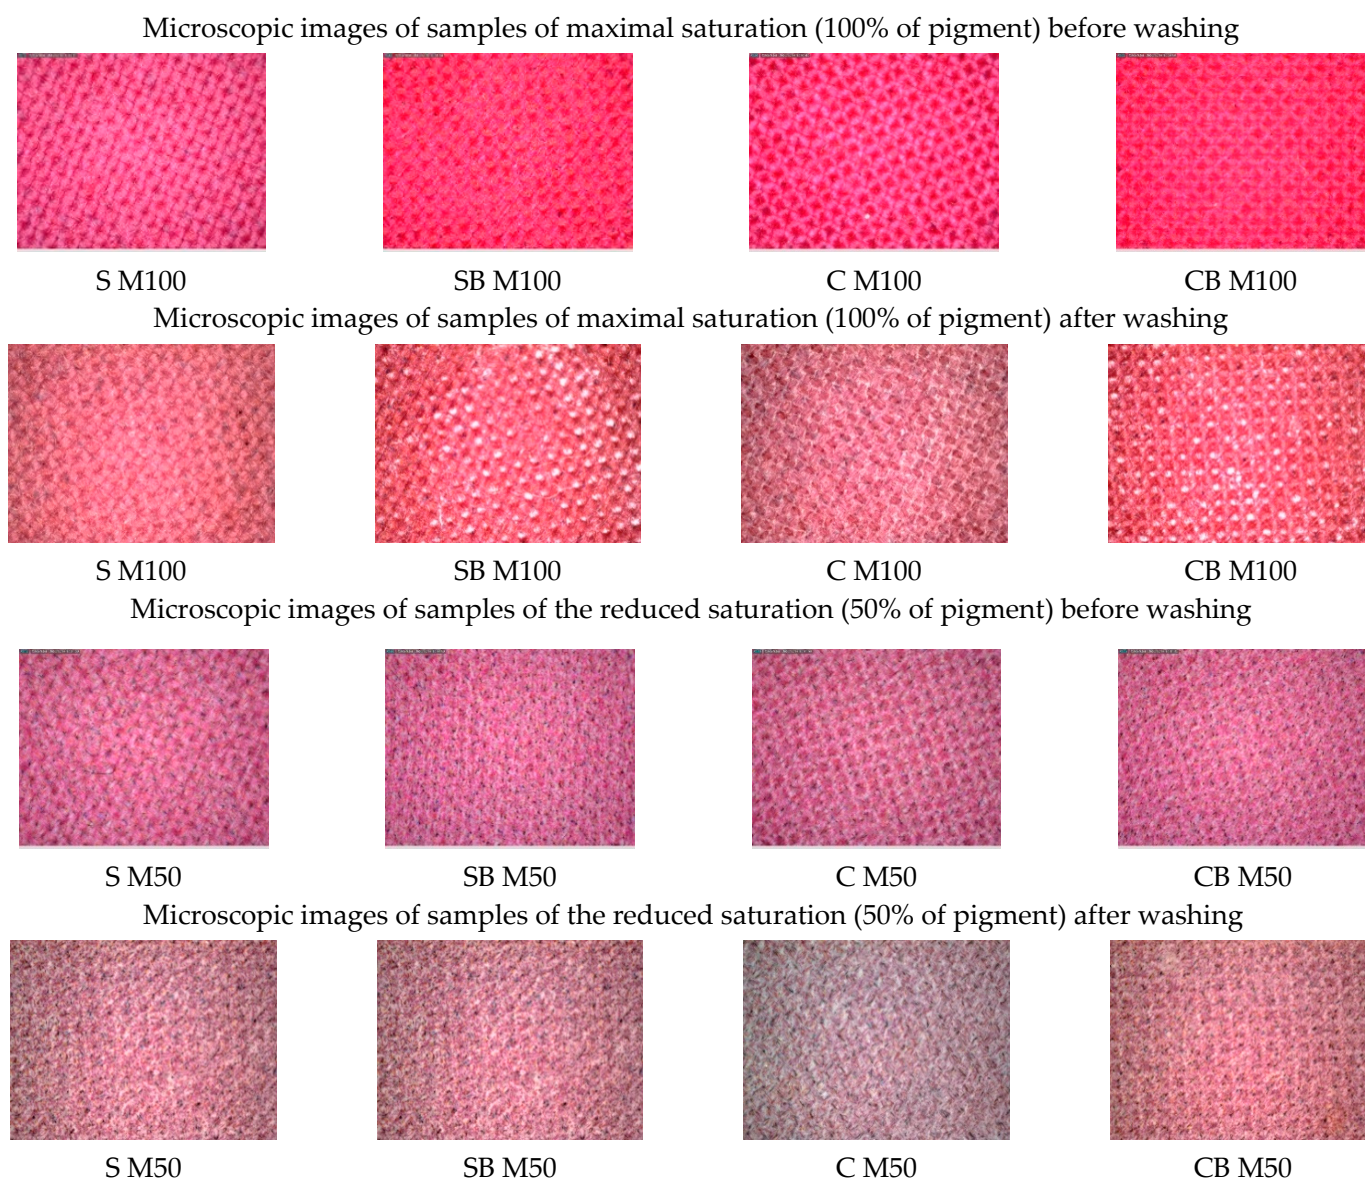 Microscopic images of samples of maximal saturation (100% of pigment) before washing
S M100 SB M100 C M100 CB M100
Microscopic images of samples of maximal saturation (100% of pigment) after washing
S M100 SB M100 C M100 CB M100
Microscopic images of samples of the reduced saturation (50% of pigment) before washing
S M50 SB M50 C M50 CB M50
Microscopic images of samples of the reduced saturation (50% of pigment) after washing
S M50 SB M50 C M50 CB M50